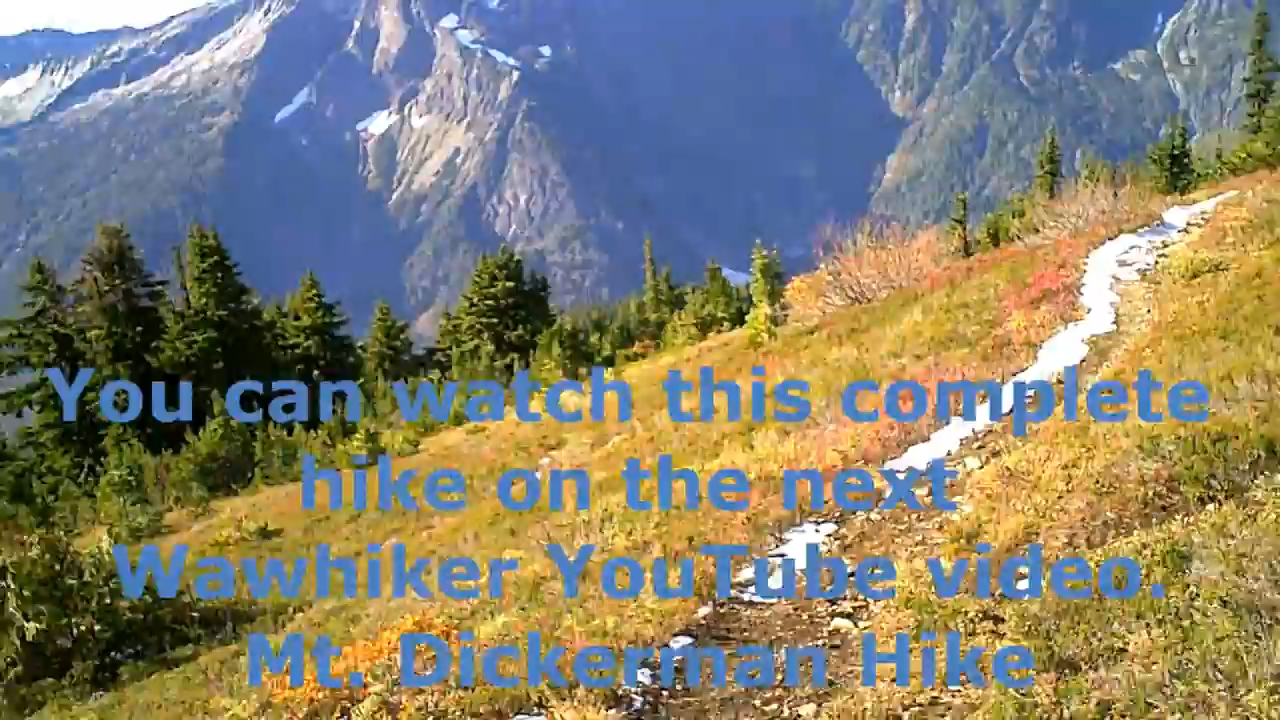 You can watch this complete
hike on the next
Wawhiker YouTube video.
Mt. Dickerman Hike